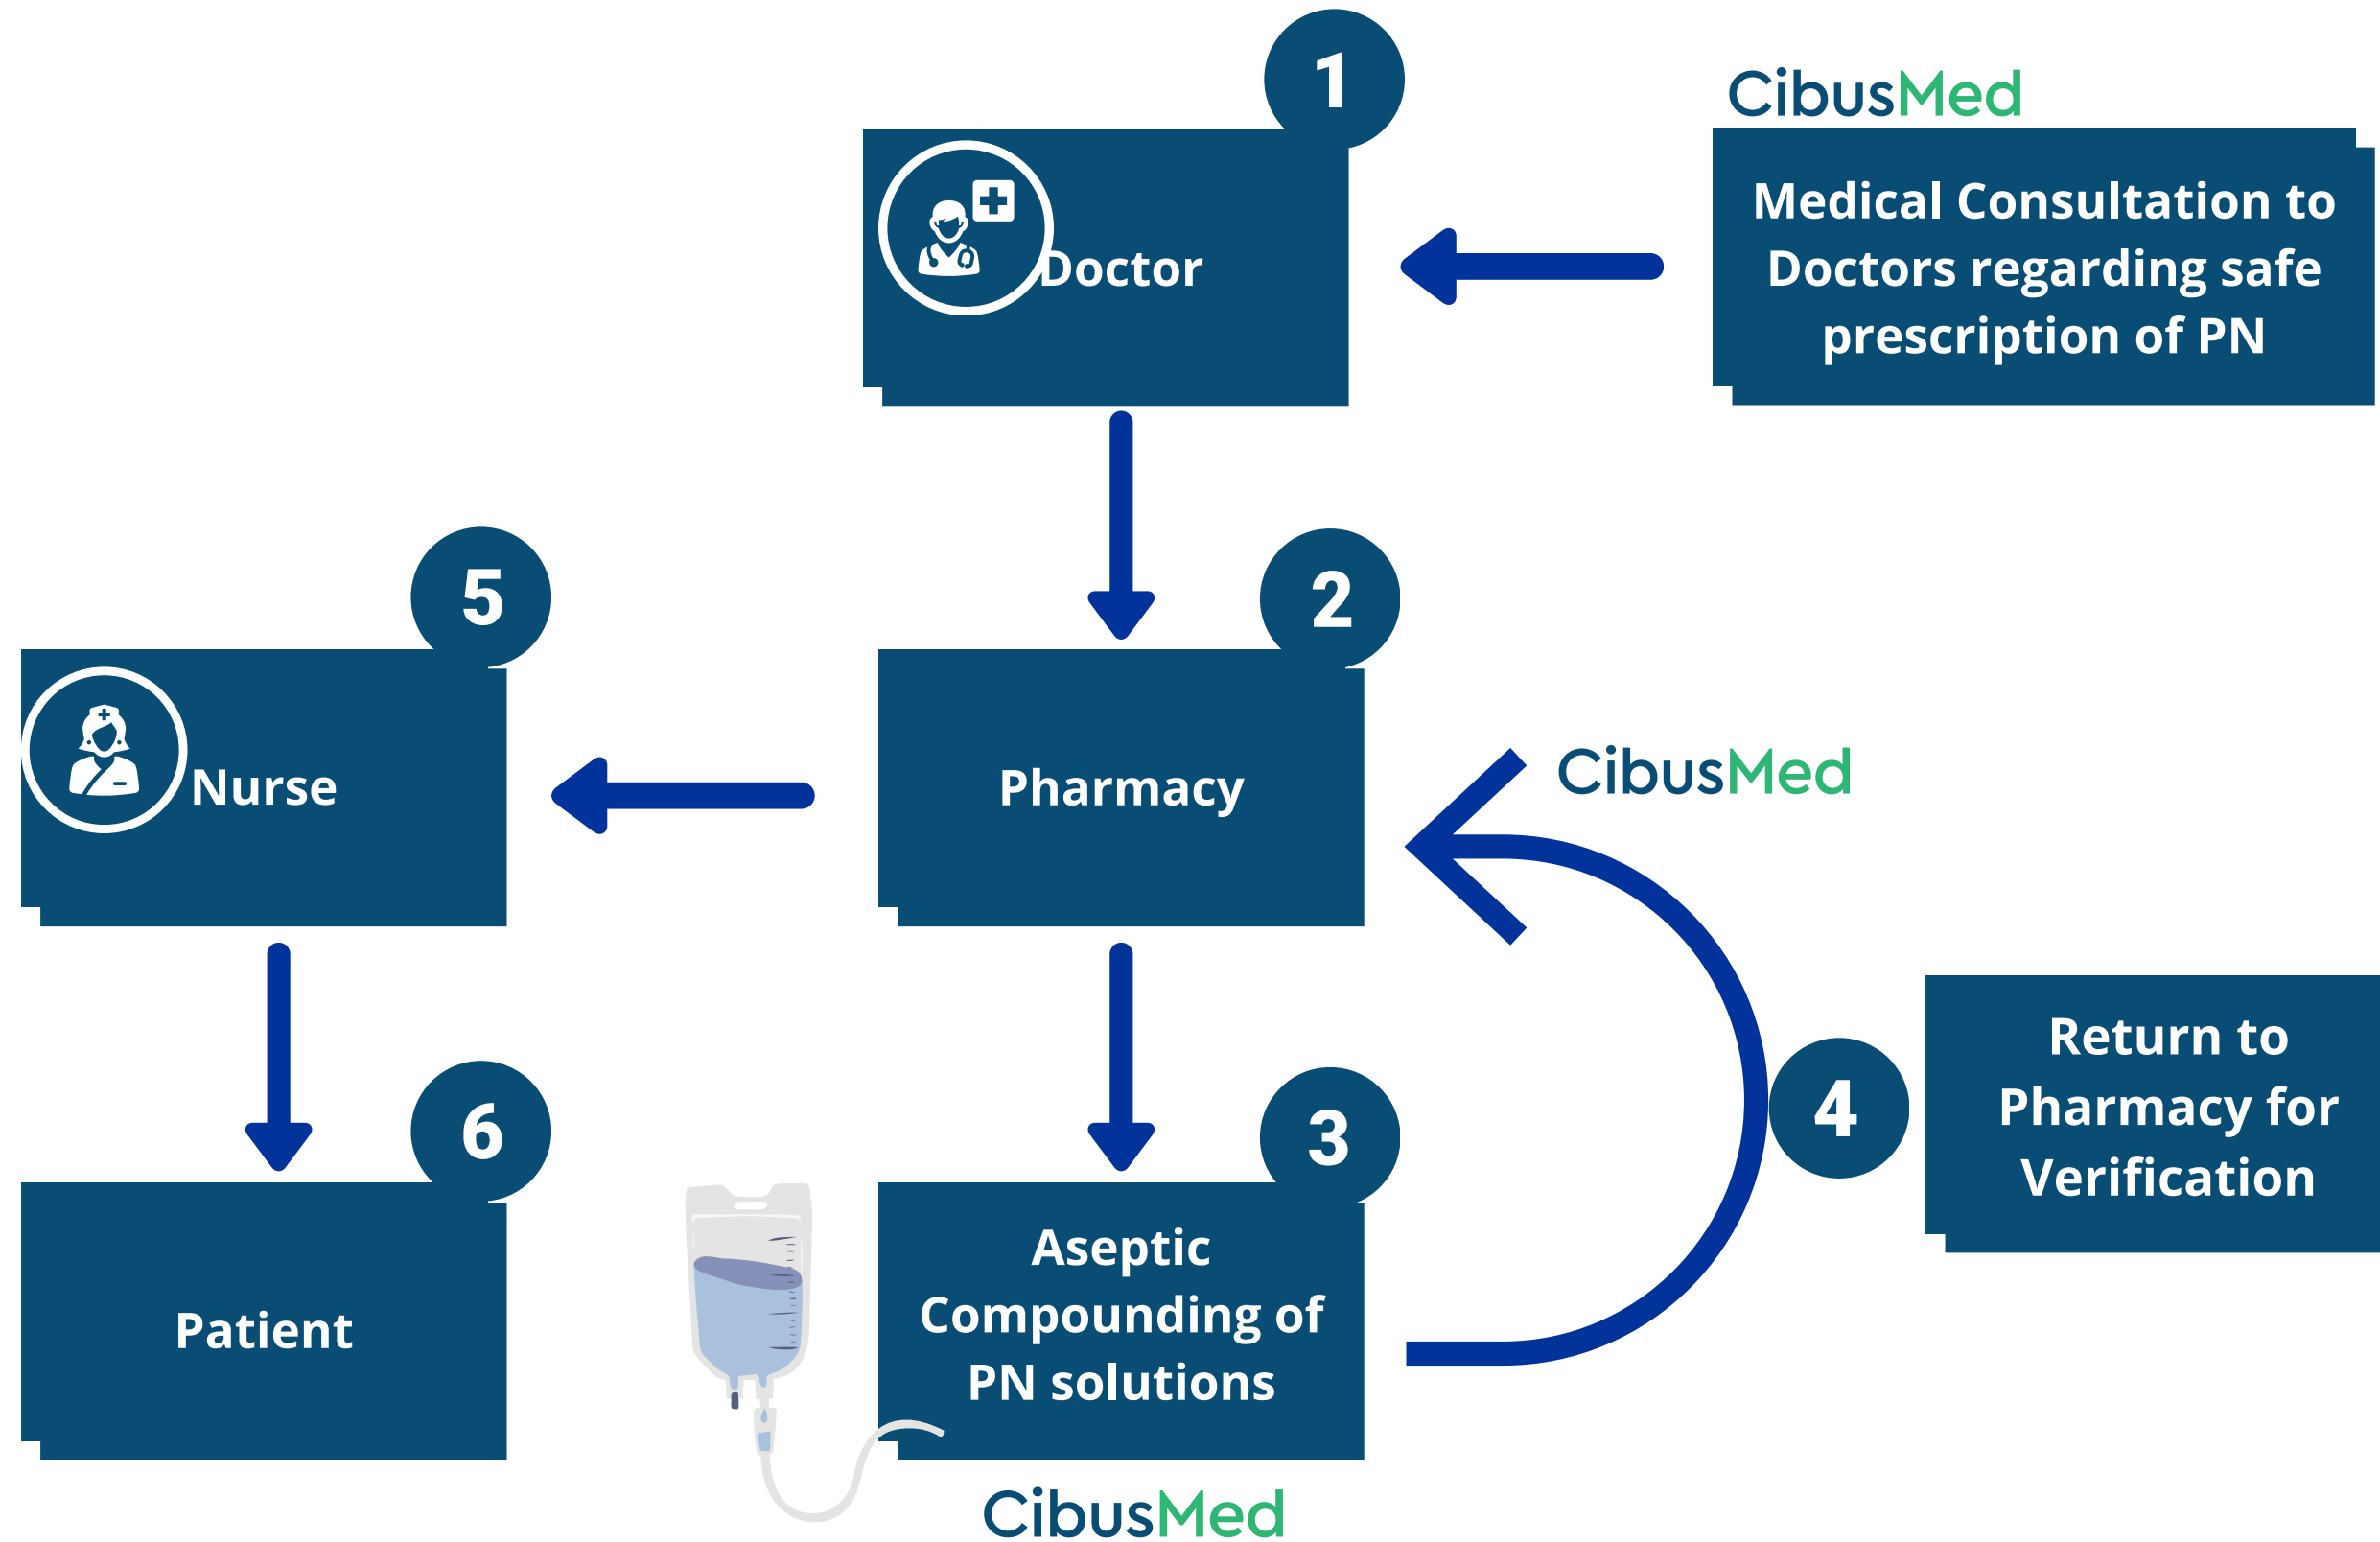 1
CibusMed
Doctor
Medical Consultation to
Doctors regarding safe
prescription of PN
5
2
Nurse
Pharmacy
CibusMed
4
Return to
Pharmacy for
Verification
6
3
Patient
Aseptic
Compounding of
PN solutions
CibusMed